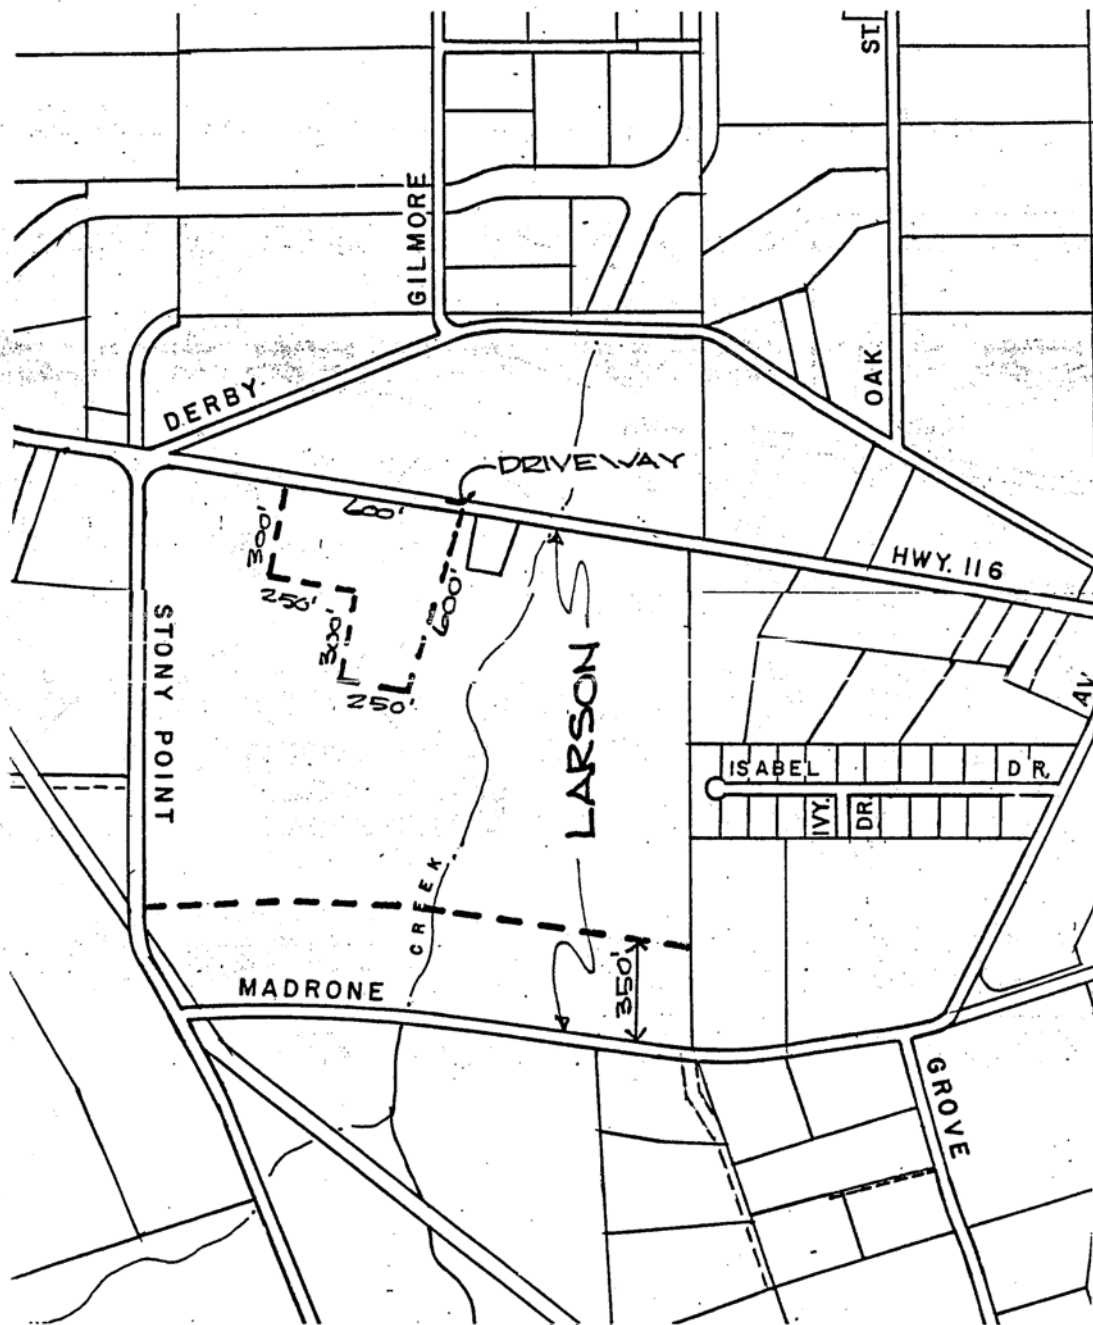 ST.
GILMORE
OAK
DERBY
DRIVEWAY
HWY. 116
300'
600'
250'
300'
600'
250'
STONY POINT
LARSON
AV
ISABEL DR.
IVY. DR.
CREEK
350'
MADRONE
GROVE